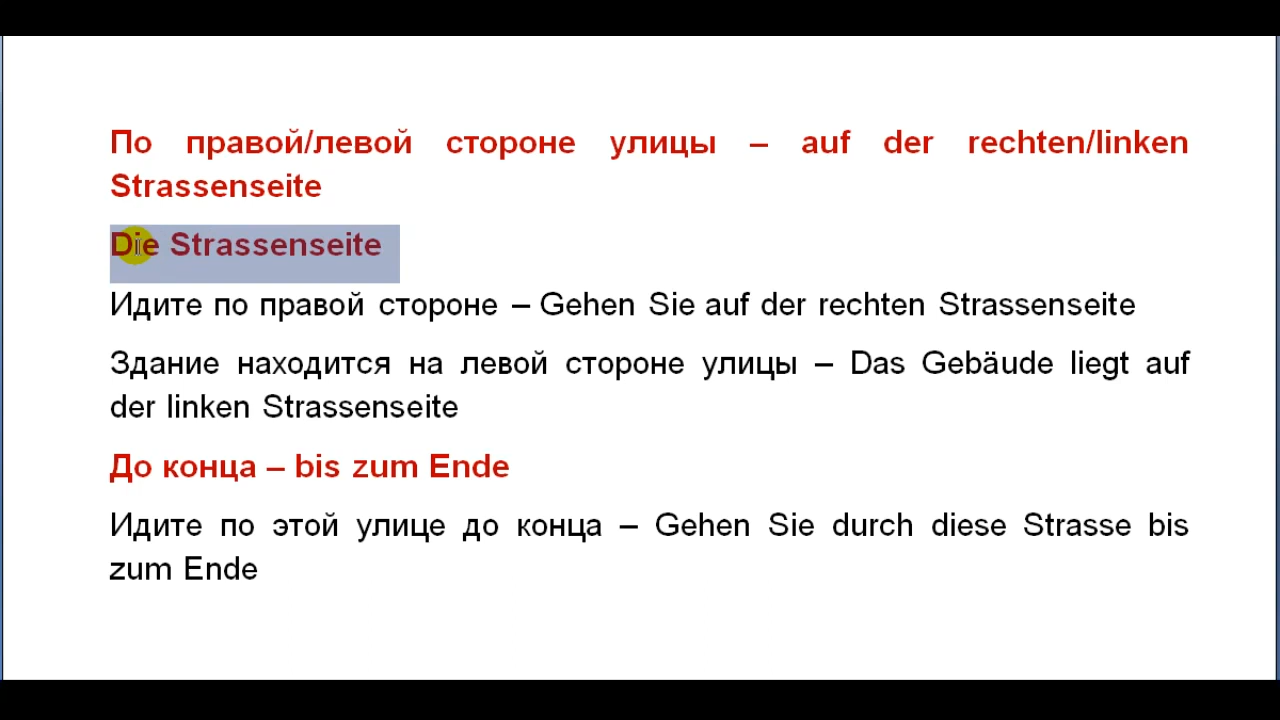 По правой/левой стороне улицы – auf der rechten/linken
Strassenseite
Die Strassenseite
Идите по правой стороне – Gehen Sie auf der rechten Strassenseite
Здание находится на левой стороне улицы – Das Gebäude liegt auf
der linken Strassenseite
До конца – bis zum Ende
Идите по этой улице до конца – Gehen Sie durch diese Strasse bis
zum Ende